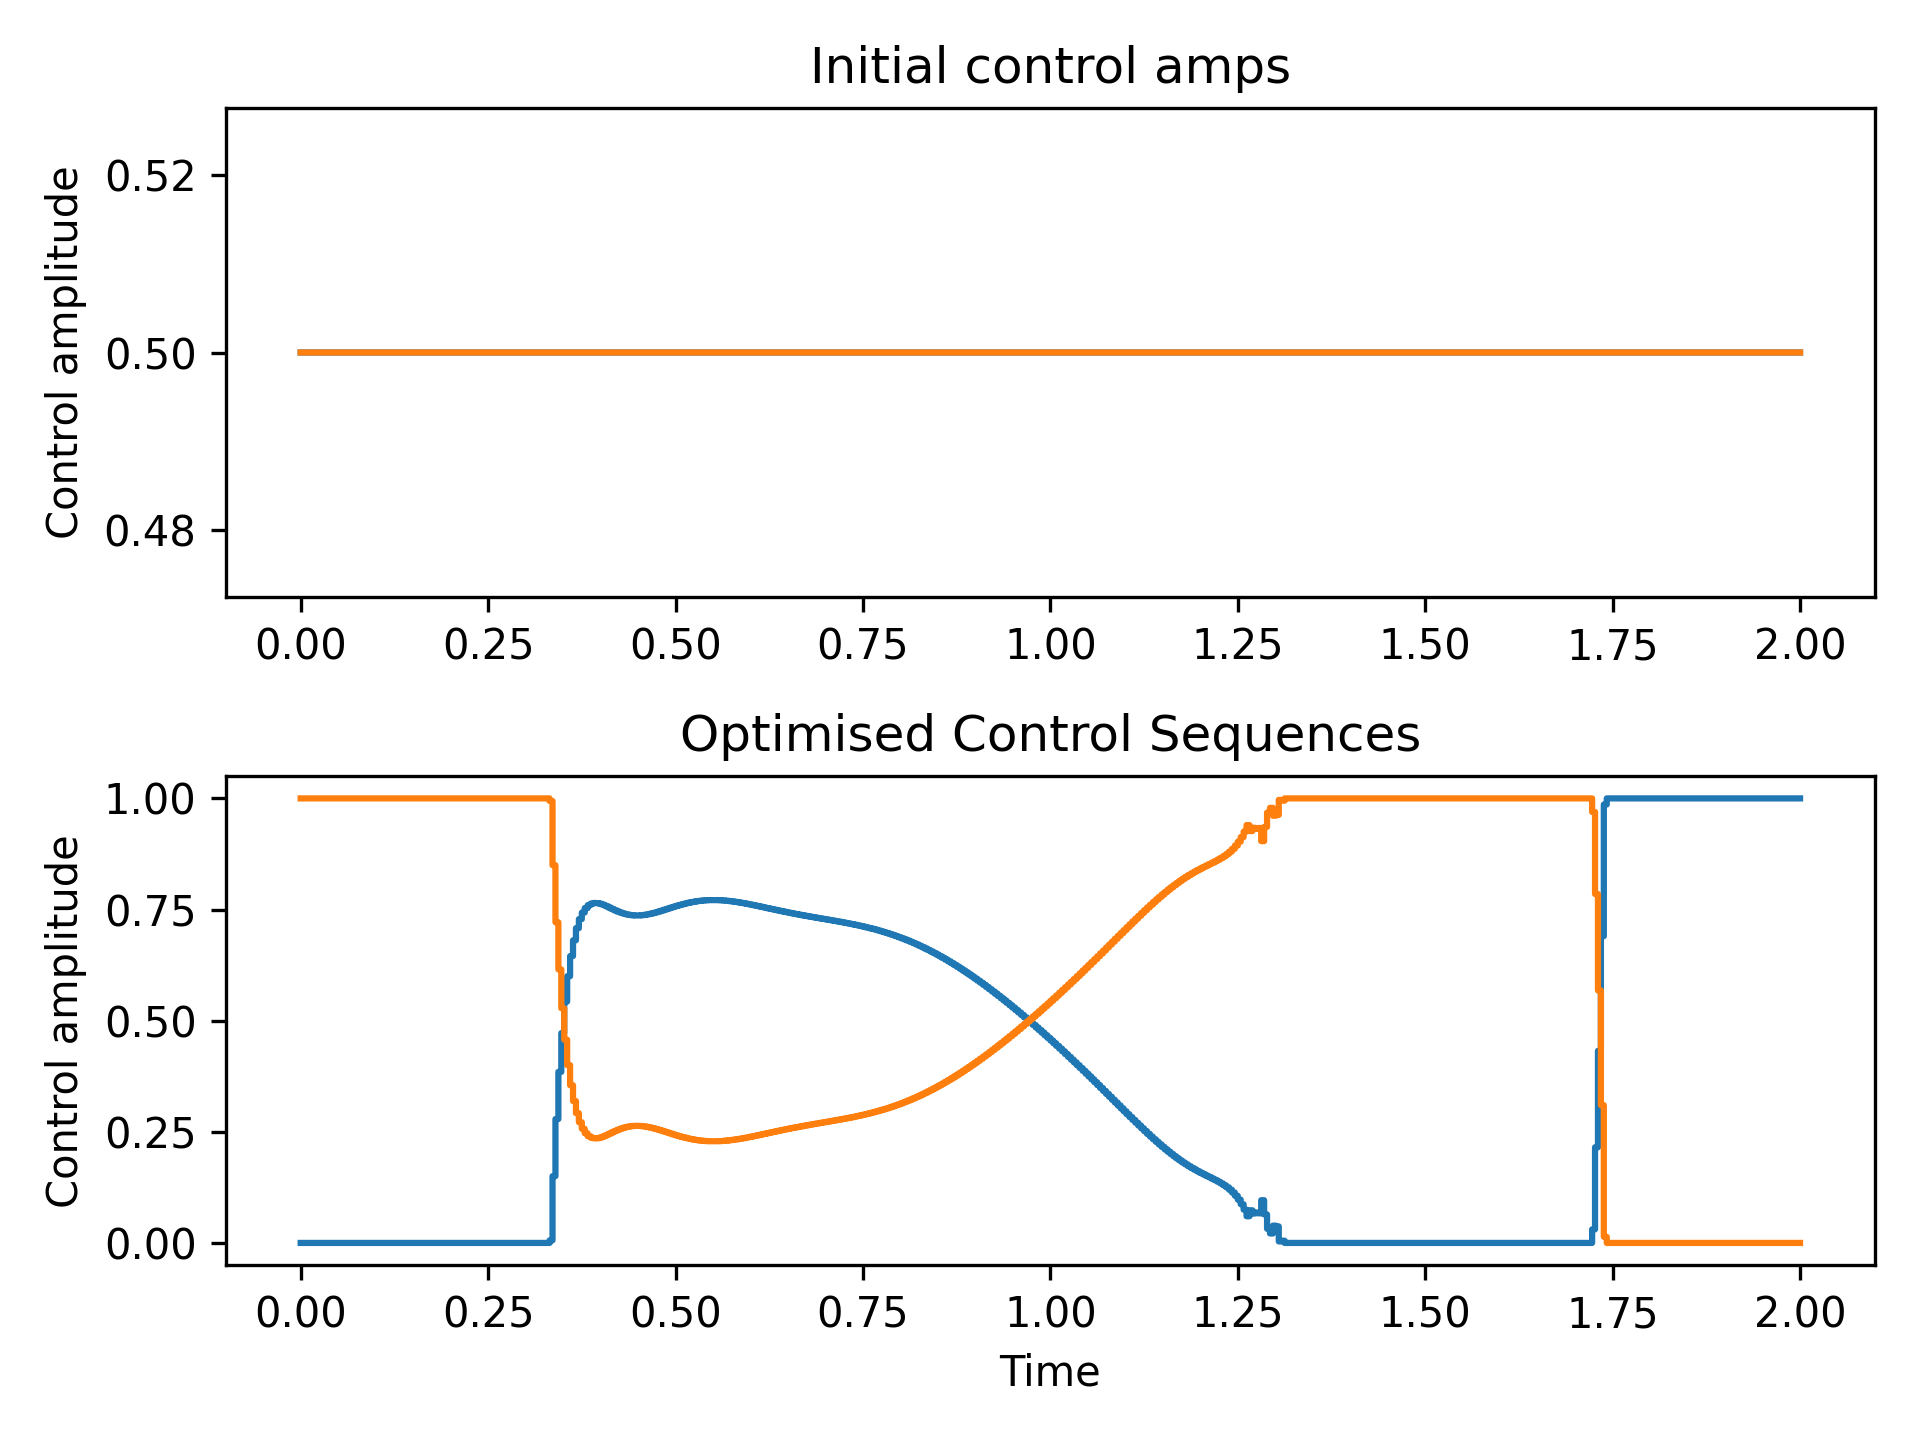 Initial control amps
Control amplitude
0.52
0.50
0.48
0.00 0.25 0.50 0.75 1.00 1.25 1.50 1.75 2.00
Optimised Control Sequences
Control amplitude
1.00
0.75
0.50
0.25
0.00
0.00 0.25 0.50 0.75 1.00 1.25 1.50 1.75 2.00
Time